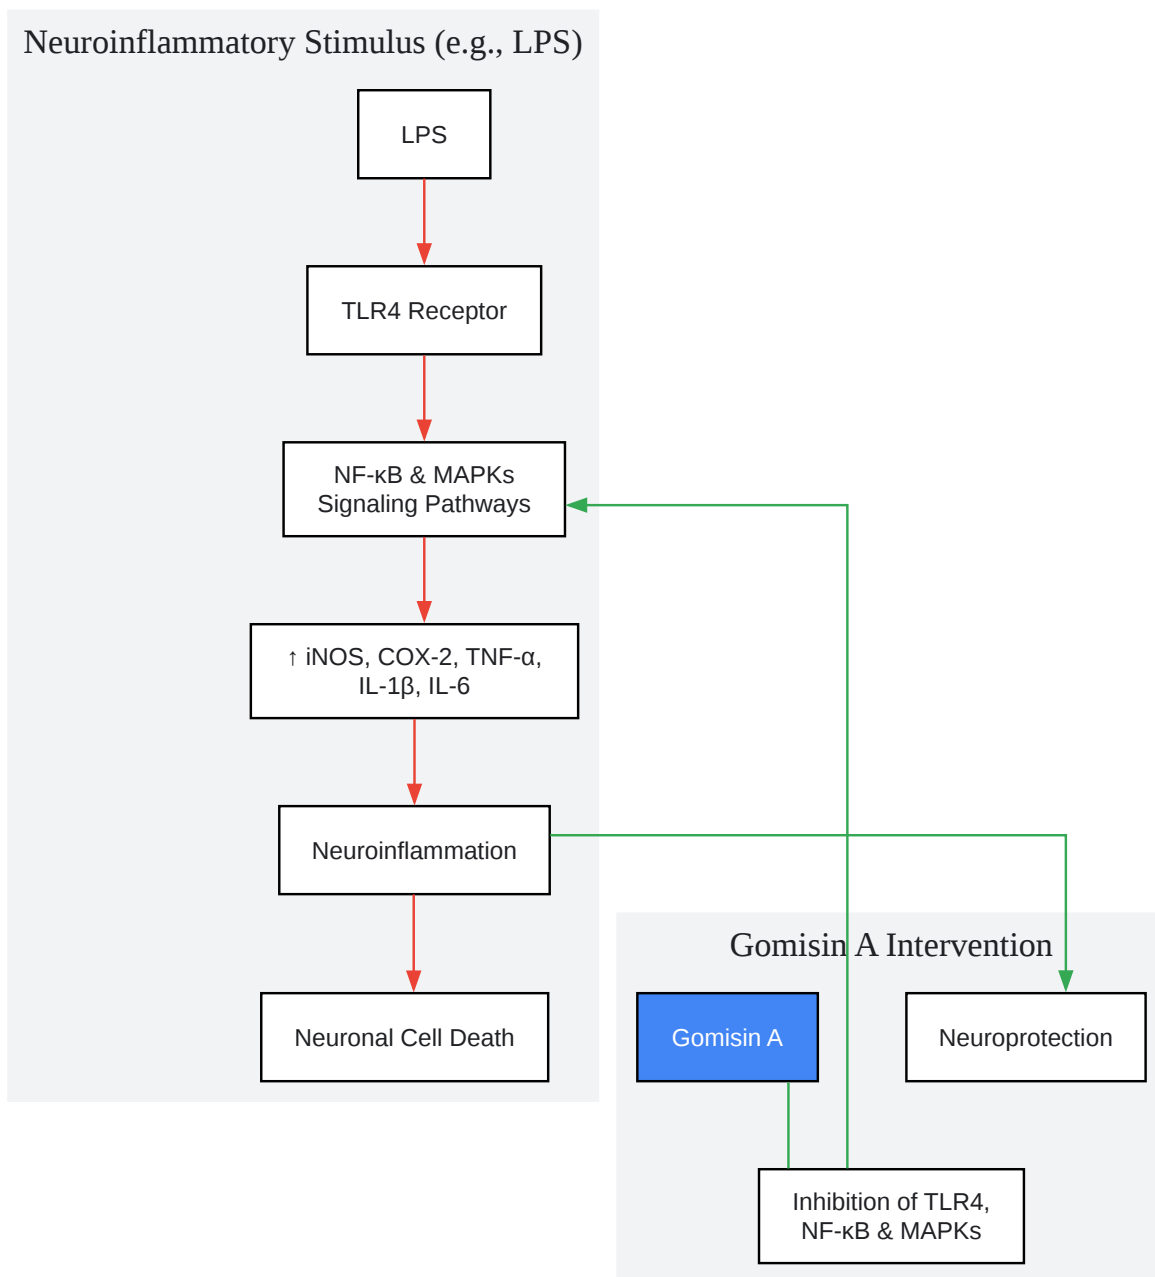 Neuroinflammatory Stimulus (e.g., LPS)
LPS
TLR4 Receptor
NF-κB & MAPKs
Signaling Pathways
↑ iNOS, COX-2, TNF-α,
IL-1β, IL-6
Neuroinflammation
Neuronal Cell Death
Gomisin A Intervention
Gomisin A
Neuroprotection
Inhibition of TLR4,
NF-κB & MAPKs